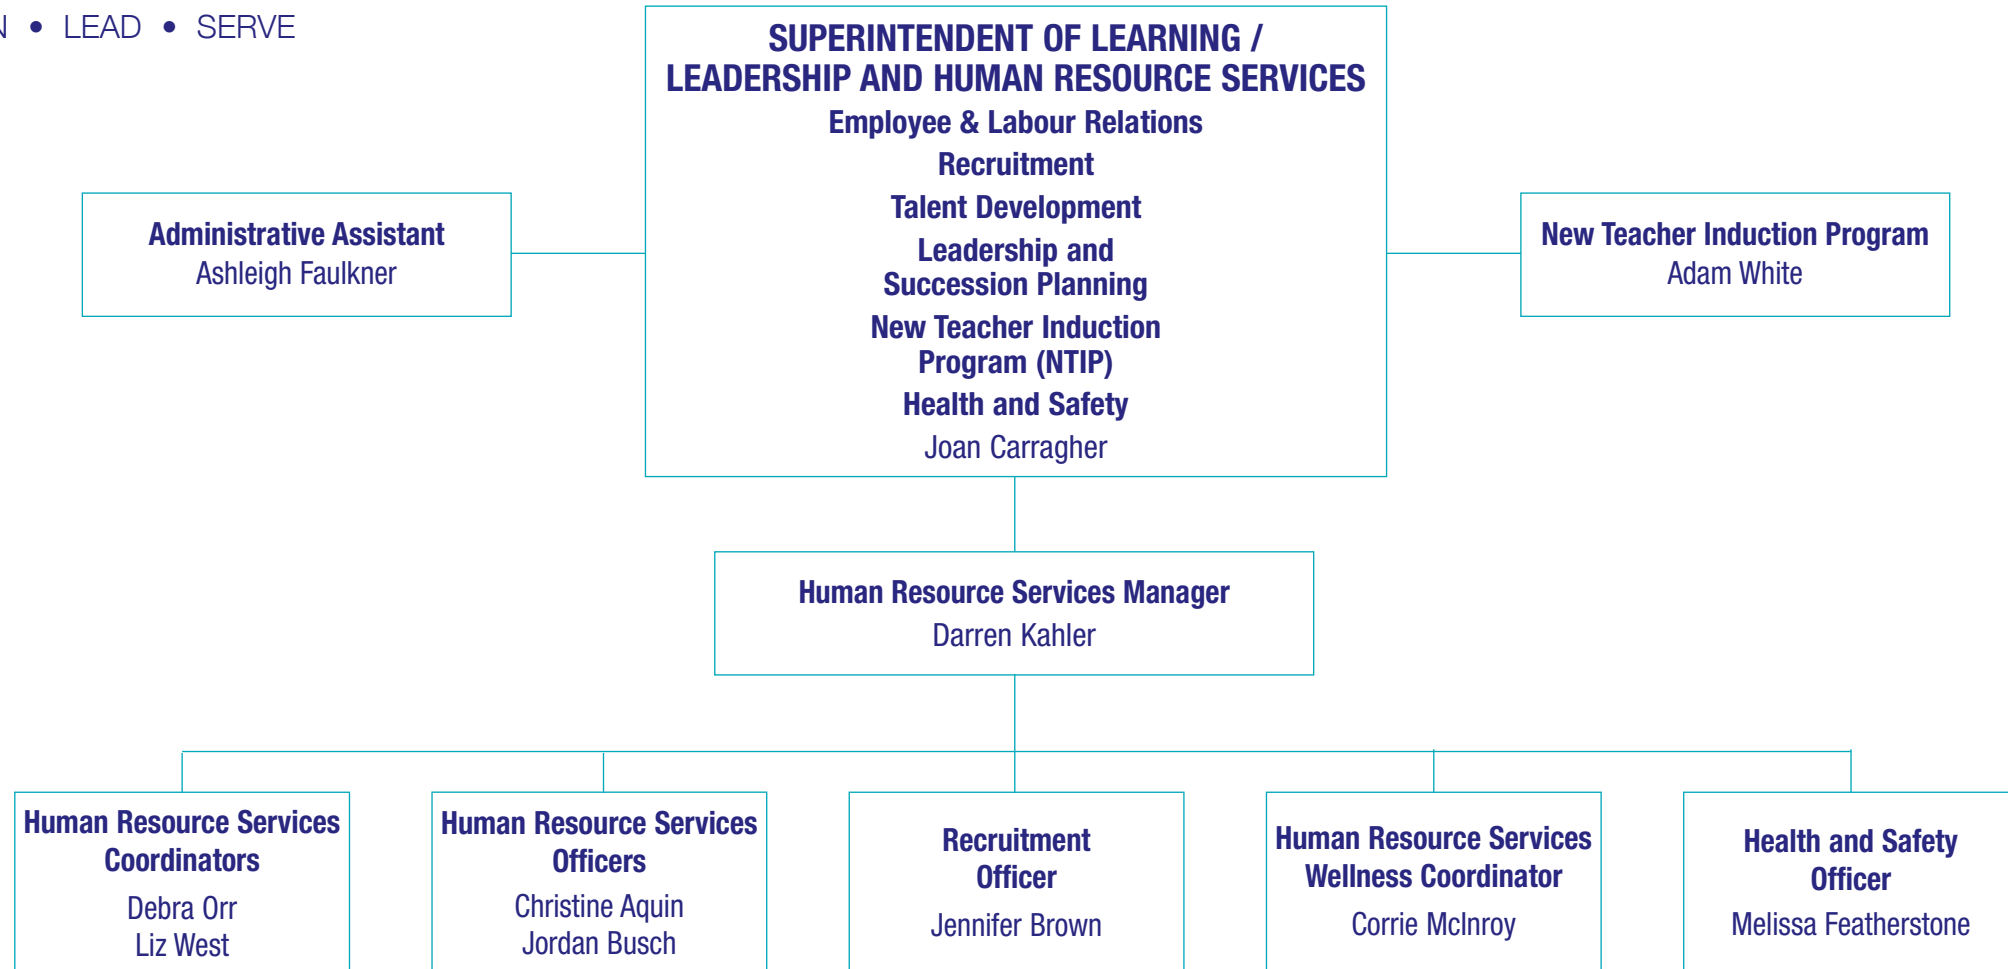 • LEAD • SERVE
SUPERINTENDENT OF LEARNING /
LEADERSHIP AND HUMAN RESOURCE SERVICES
Employee & Labour Relations
Recruitment
Talent Development
Leadership and
Succession Planning
New Teacher Induction
Program (NTIP)
Health and Safety
Joan Carragher
Administrative Assistant
Ashleigh Faulkner
New Teacher Induction Program
Adam White
Human Resource Services Manager
Darren Kahler
Human Resource Services
Coordinators
Debra Orr
Liz West
Human Resource Services
Officers
Christine Aquin
Jordan Busch
Recruitment
Officer
Jennifer Brown
Human Resource Services
Wellness Coordinator
Corrie McInroy
Health and Safety
Officer
Melissa Featherstone